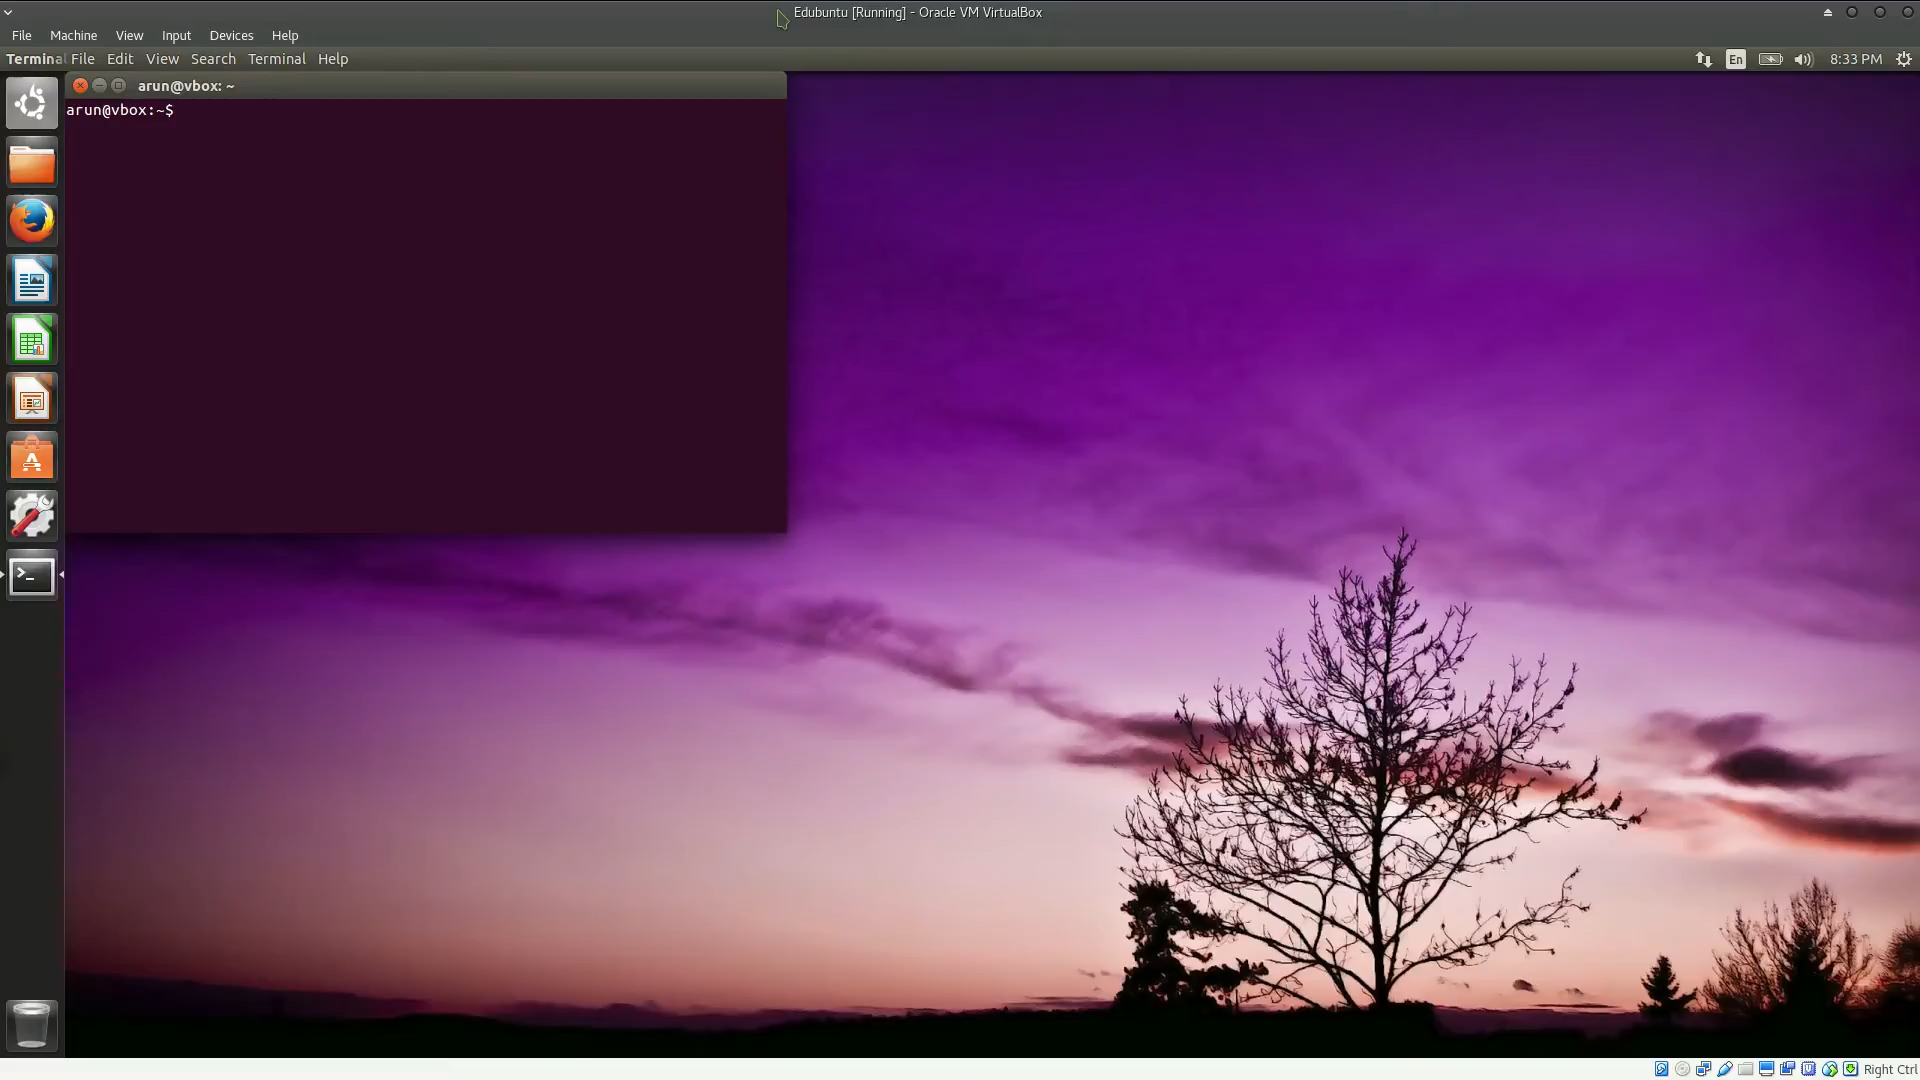 Edubuntu [Running] - Oracle VM VirtualBox
File Machine View Input Devices Help
Terminal File Edit View Search Terminal Help
En 8:33 PM
arun@vbox: ~
arun@vbox:~$
Right Ctrl